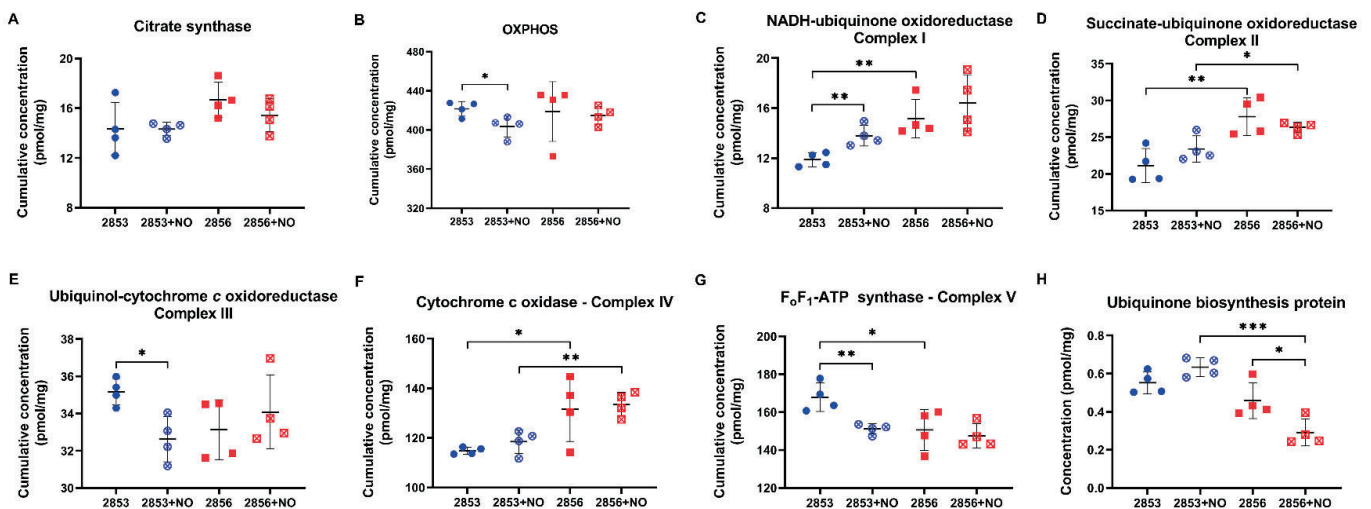 A
Citrate synthase
Cumulative concentration
(pmol/mg)
20
16
12
8
2853 2853+NO 2856 2856+NO
B
OXPHOS
Cumulative concentration
(pmol/mg)
480
440
400
360
320
*
2853 2853+NO 2856 2856+NO
C
NADH-ubiquinone oxidoreductase
Complex I
Cumulative concentration
(pmol/mg)
20
16
12
8
**
**
2853 2853+NO 2856 2856+NO
D
Succinate-ubiquinone oxidoreductase
Complex II
Cumulative concentration
(pmol/mg)
35
30
25
20
15
*
**
2853 2853+NO 2856 2856+NO
E
Ubiquinol-cytochrome c oxidoreductase
Complex III
Cumulative concentration
(pmol/mg)
38
36
34
32
30
*
2853 2853+NO 2856 2856+NO
F
Cytochrome c oxidase - Complex IV
Cumulative concentration
(pmol/mg)
160
140
120
100
*
**
2853 2853+NO 2856 2856+NO
G
FoF1-ATP synthase - Complex V
Cumulative concentration
(pmol/mg)
200
180
160
140
120
*
**
2853 2853+NO 2856 2856+NO
H
Ubiquinone biosynthesis protein
Concentration (pmol/mg)
0.8
0.6
0.4
0.2
0.0
***
*
2853 2853+NO 2856 2856+NO